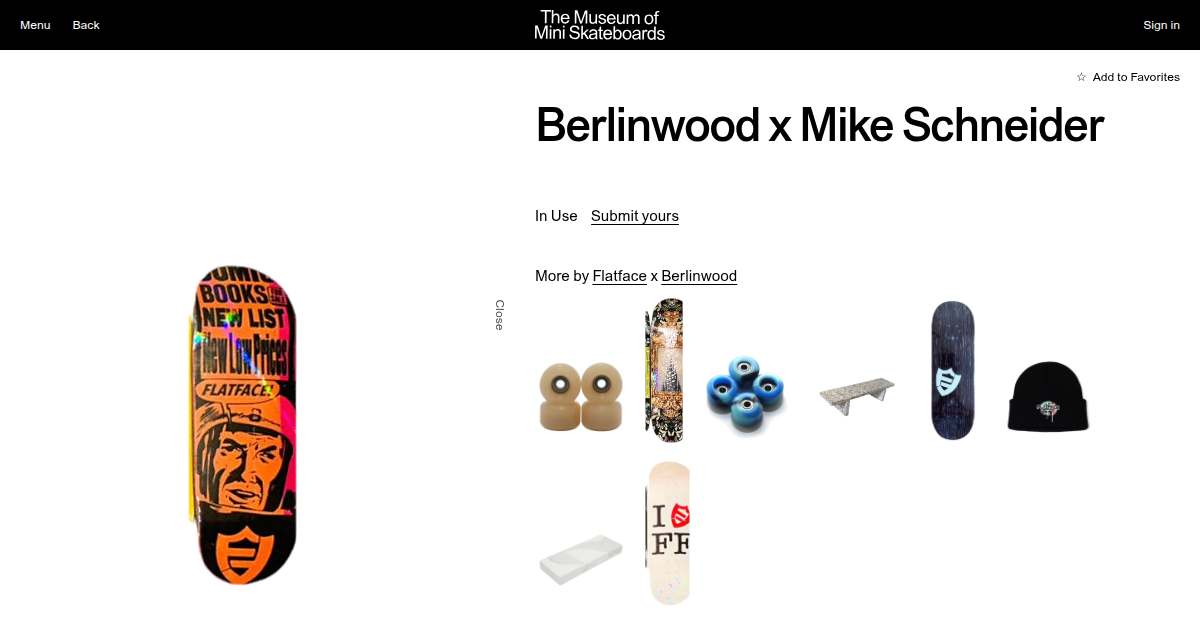 Menu
Back
The Museum of
Mini Skateboards
Sign in
☆ Add to Favorites
Berlinwood x Mike Schneider
In Use
Submit yours
More by Flatface x Berlinwood
Close
COMIC
BOOKS
NEW LIST
New Low Prices
FLATFACE!
B
I
FF